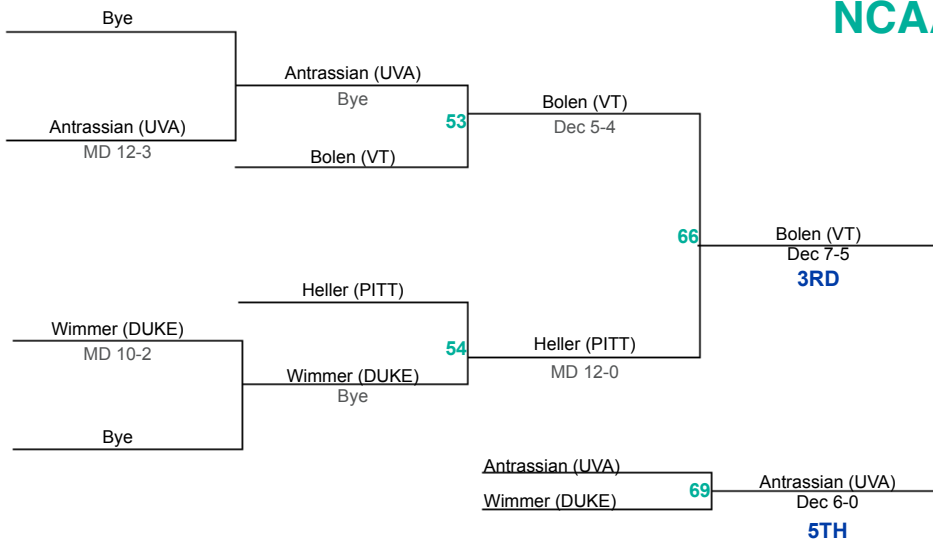 NCAA
Bye
Antrassian (UVA)
MD 12-3
Antrassian (UVA)
Bye
53
Bolen (VT)
Bolen (VT)
Dec 5-4
66
Bolen (VT)
Dec 7-5
3RD
Heller (PITT)
Wimmer (DUKE)
MD 10-2
54
Wimmer (DUKE)
Bye
Heller (PITT)
MD 12-0
Bye
Antrassian (UVA)
69
Wimmer (DUKE)
Antrassian (UVA)
Dec 6-0
5TH